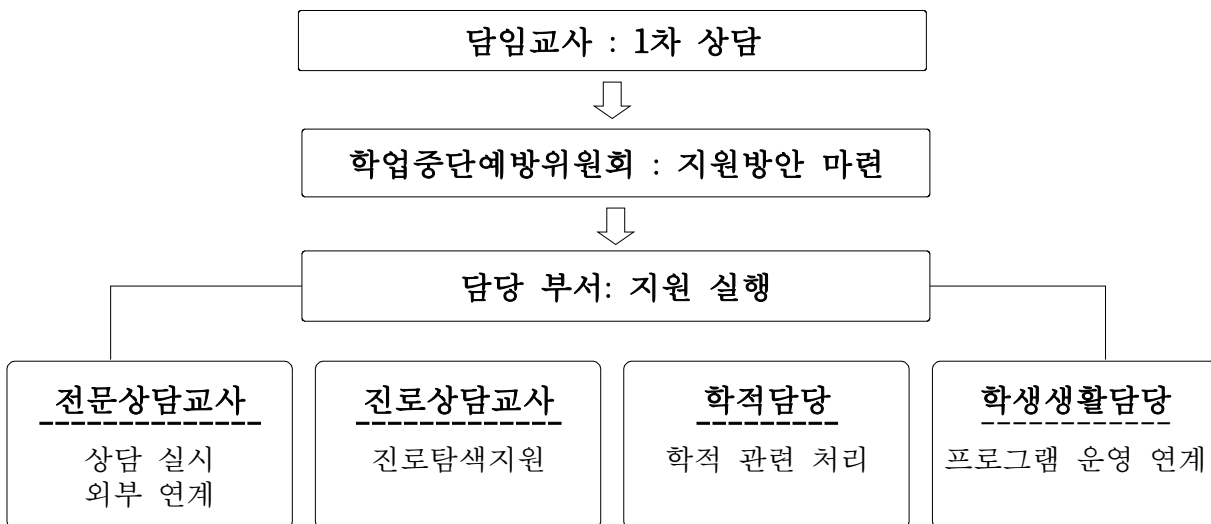 담임교사 : 1차 상담
학업중단예방위원회 : 지원방안 마련
담당 부서: 지원 실행
전문상담교사
상담 실시
외부 연계
진로상담교사
진로탐색지원
학적담당
학적 관련 처리
학생생활담당
프로그램 운영 연계